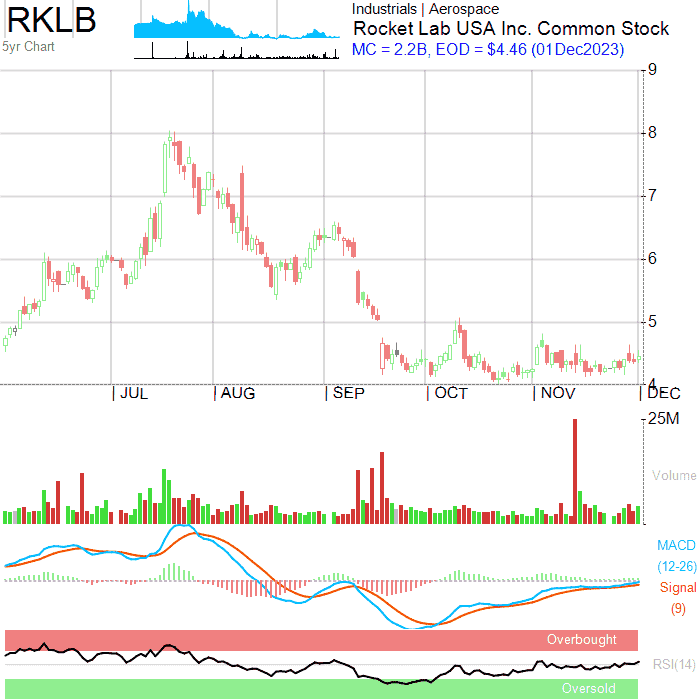 RKLB
5yr Chart
Industrials | Aerospace
Rocket Lab USA Inc. Common Stock
MC = 2.2B, EOD = $4.46 (01Dec2023)
9
8
7
6
5
4
JUL AUG SEP OCT NOV DEC
25M
Volume
MACD
(12-26)
Signal
(9)
Overbought
RSI(14)
Oversold